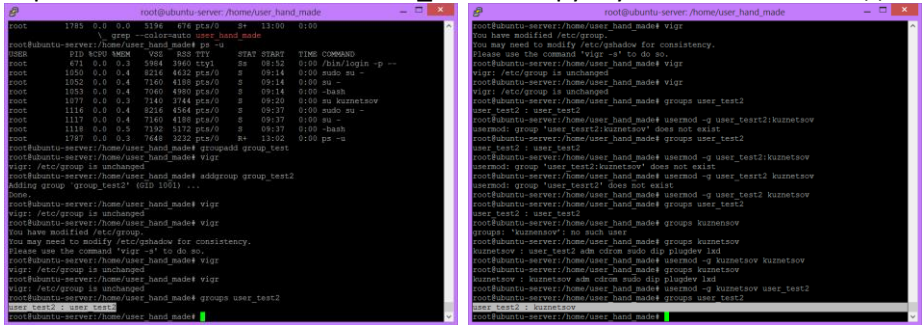 root@ubuntu-server: /home/user_hand_made
root 1785 0.0 0.0 5196 676 pts/0 S+ 13:00 0:00
\_ grep --color=auto user_hand_made
root@ubuntu-server:/home/user_hand_made# ps -u
USER PID %CPU %MEM VSZ RSS TTY STAT START TIME COMMAND
root 671 0.0 0.3 5984 3960 tty1 Ss 08:52 0:00 /bin/login -p --
root 1050 0.0 0.4 8216 4632 pts/0 S 09:14 0:00 sudo su -
root 1052 0.0 0.4 7160 4188 pts/0 S 09:14 0:00 su -
root 1053 0.0 0.4 7060 4980 pts/0 S 09:14 0:00 -bash
root 1077 0.0 0.3 7140 3744 pts/0 S 09:20 0:00 su kuznetsov
root 1116 0.0 0.4 8216 4564 pts/0 S 09:37 0:00 sudo su -
root 1117 0.0 0.4 7160 4188 pts/0 S 09:37 0:00 su -
root 1118 0.0 0.5 7192 5172 pts/0 S 09:37 0:00 -bash
root 1787 0.0 0.3 7648 3232 pts/0 R+ 13:02 0:00 ps -u
root@ubuntu-server:/home/user_hand_made# groupadd group_test
root@ubuntu-server:/home/user_hand_made# vigr
vigr: /etc/group is unchanged
root@ubuntu-server:/home/user_hand_made# addgroup group_test2
Adding group `group_test2' (GID 1001) ...
Done.
root@ubuntu-server:/home/user_hand_made# vigr
vigr: /etc/group is unchanged
root@ubuntu-server:/home/user_hand_made# vigr
You have modified /etc/group.
You may need to modify /etc/gshadow for consistency.
Please use the command 'vigr -s' to do so.
root@ubuntu-server:/home/user_hand_made# vigr
vigr: /etc/group is unchanged
root@ubuntu-server:/home/user_hand_made# vigr
vigr: /etc/group is unchanged
root@ubuntu-server:/home/user_hand_made# groups user_test2
user_test2 : user_test2
root@ubuntu-server:/home/user_hand_made#
root@ubuntu-server: /home/user_hand_made
root@ubuntu-server:/home/user_hand_made# vigr
You have modified /etc/group.
You may need to modify /etc/gshadow for consistency.
Please use the command 'vigr -s' to do so.
root@ubuntu-server:/home/user_hand_made# vigr
vigr: /etc/group is unchanged
root@ubuntu-server:/home/user_hand_made# vigr
vigr: /etc/group is unchanged
root@ubuntu-server:/home/user_hand_made# groups user_test2
user_test2 : user_test2
root@ubuntu-server:/home/user_hand_made# usermod -g user_tesrt2:kuznetsov
usermod: group 'user_tesrt2:kuznetsov' does not exist
root@ubuntu-server:/home/user_hand_made# groups user_test2
user_test2 : user_test2
root@ubuntu-server:/home/user_hand_made# usermod -g user_test2:kuznetsov
usermod: group 'user_test2:kuznetsov' does not exist
root@ubuntu-server:/home/user_hand_made# usermod -g user_tesrt2 kuznetsov
usermod: group 'user_tesrt2' does not exist
root@ubuntu-server:/home/user_hand_made# usermod -g user_test2 kuznetsov
root@ubuntu-server:/home/user_hand_made# groups user_test2
user_test2 : user_test2
root@ubuntu-server:/home/user_hand_made# groups kuznensov
groups: 'kuznensov': no such user
root@ubuntu-server:/home/user_hand_made# groups kuznetsov
kuznetsov : user_test2 adm cdrom sudo dip plugdev lxd
root@ubuntu-server:/home/user_hand_made# usermod -g kuznetsov kuznetsov
root@ubuntu-server:/home/user_hand_made# groups kuznetsov
kuznetsov : kuznetsov adm cdrom sudo dip plugdev lxd
root@ubuntu-server:/home/user_hand_made# usermod -g kuznetsov user_test2
root@ubuntu-server:/home/user_hand_made# groups user_test2
user_test2 : kuznetsov
root@ubuntu-server:/home/user_hand_made#